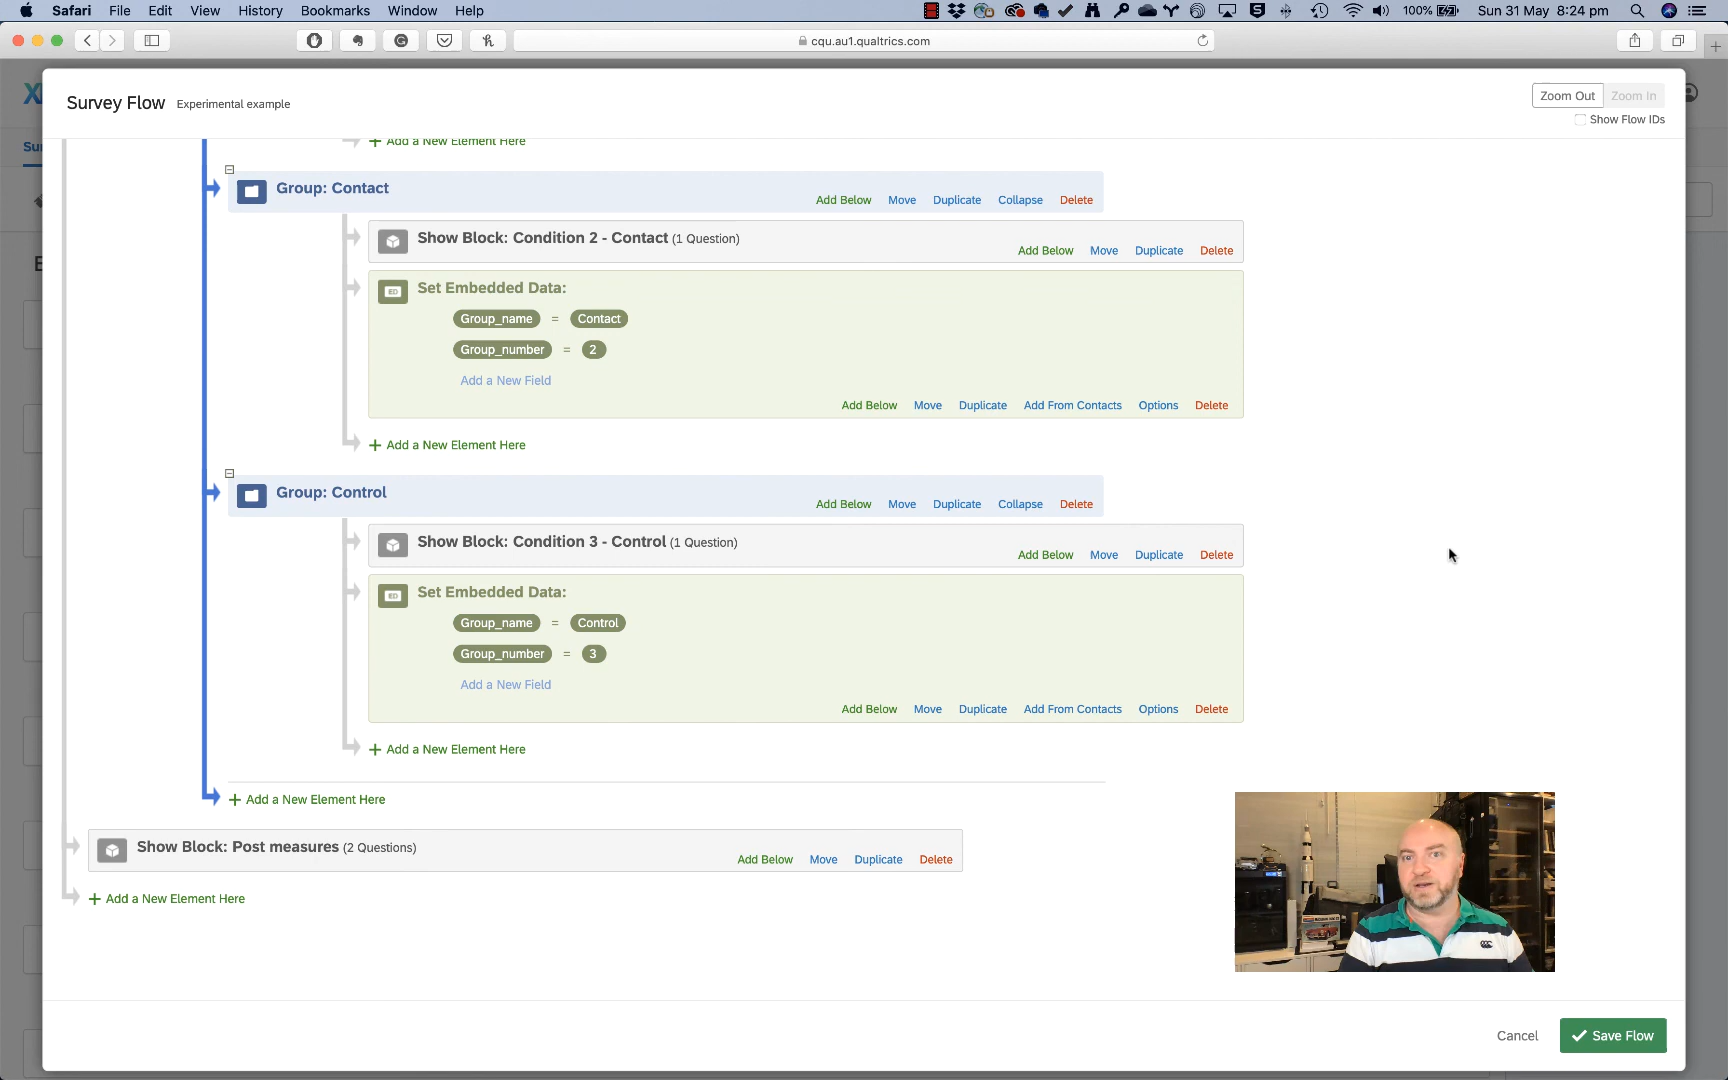 Safari File Edit View History Bookmarks Window Help 100% Sun 31 May 8:24 pm
cqu.au1.qualtrics.com
Survey Flow Experimental example
Zoom Out Zoom In
Show Flow IDs
Add a New Element Here
Group: Contact
Add Below Move Duplicate Collapse Delete
Show Block: Condition 2 - Contact (1 Question)
Add Below Move Duplicate Delete
Set Embedded Data:
Group_name = Contact
Group_number = 2
Add a New Field
Add Below Move Duplicate Add From Contacts Options Delete
Add a New Element Here
Group: Control
Add Below Move Duplicate Collapse Delete
Show Block: Condition 3 - Control (1 Question)
Add Below Move Duplicate Delete
Set Embedded Data:
Group_name = Control
Group_number = 3
Add a New Field
Add Below Move Duplicate Add From Contacts Options Delete
Add a New Element Here
Add a New Element Here
Show Block: Post measures (2 Questions)
Add Below Move Duplicate Delete
Add a New Element Here
Cancel Save Flow